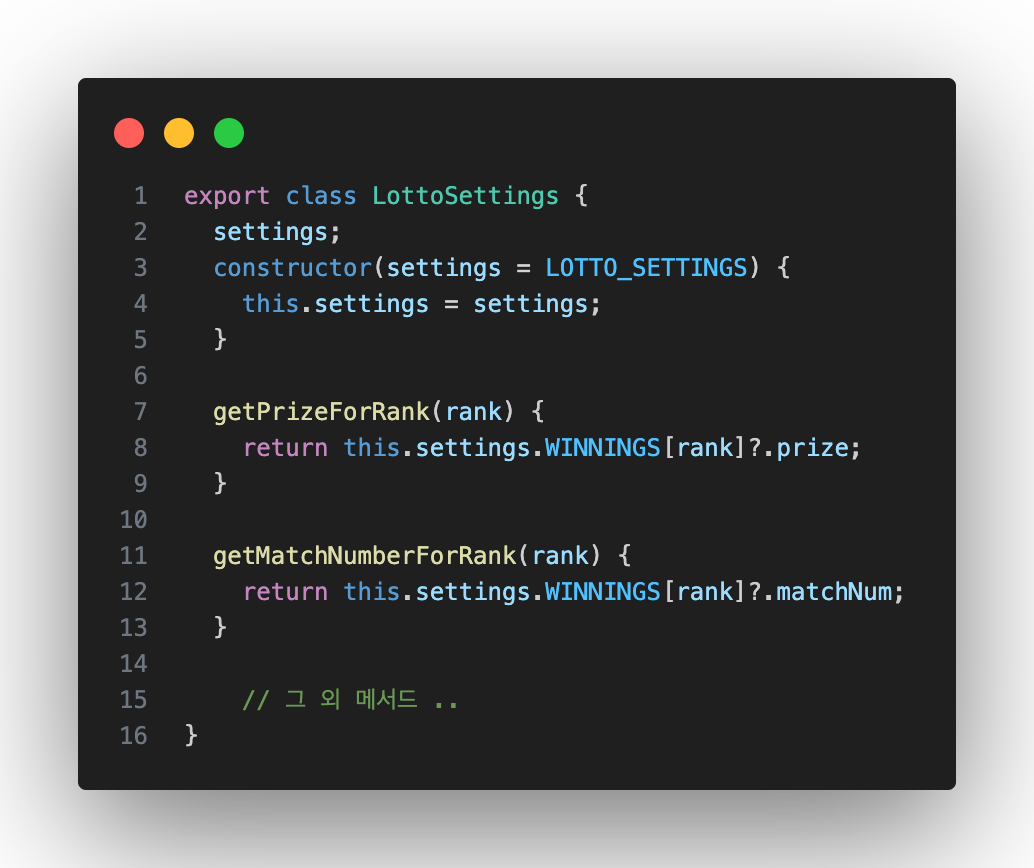 1 export class LottoSettings {
2   settings;
3   constructor(settings = LOTTO_SETTINGS) {
4     this.settings = settings;
5   }
6
7   getPrizeForRank(rank) {
8     return this.settings.WINNINGS[rank]?.prize;
9   }
10
11   getMatchNumberForRank(rank) {
12     return this.settings.WINNINGS[rank]?.matchNum;
13   }
14
15     // 그 외 메서드 ..
16 }